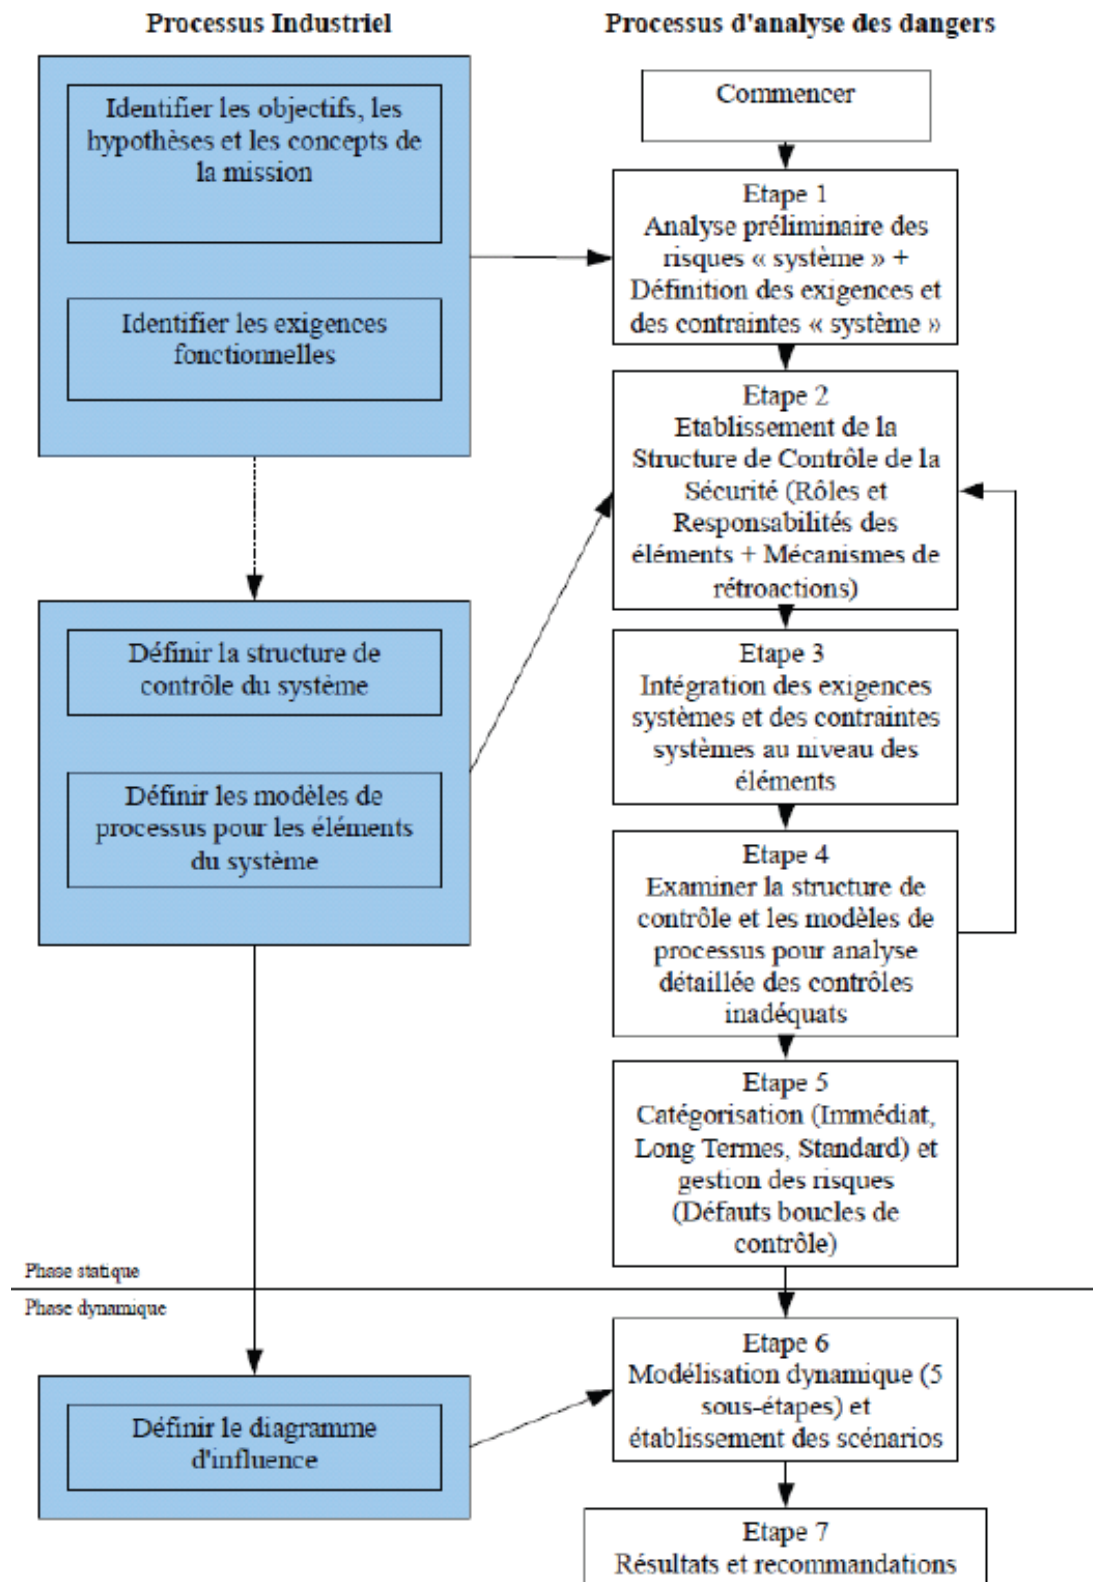 Processus Industriel
Identifier les objectifs, les
hypothèses et les concepts de
la mission
Identifier les exigences
fonctionnelles
Définir la structure de
contrôle du système
Définir les modèles de
processus pour les éléments
du système
Phase statique
Phase dynamique
Définir le diagramme
d'influence
Processus d'analyse des dangers
Commencer
Etape 1
Analyse préliminaire des
risques « système » +
Définition des exigences et
des contraintes « système »
Etape 2
Etablissement de la
Structure de Contrôle de la
Sécurité (Rôles et
Responsabilités des
éléments + Mécanismes de
rétroactions)
Etape 3
Intégration des exigences
systèmes et des contraintes
systèmes au niveau des
éléments
Etape 4
Examiner la structure de
contrôle et les modèles de
processus pour analyse
détaillée des contrôles
inadéquats
Etape 5
Catégorisation (Immédiat,
Long Termes, Standard) et
gestion des risques
(Défauts boucles de
contrôle)
Etape 6
Modélisation dynamique (5
sous-étapes) et
établissement des scénarios
Etape 7
Résultats et recommandations